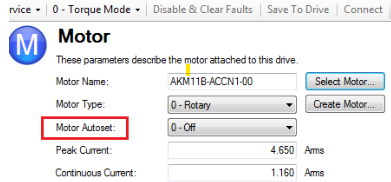 rvice 0 - Torque Mode Disable & Clear Faults Save To Drive Connect
M Motor
These parameters describe the motor attached to this drive.
Motor Name: AKM11B-ACCN1-00 Select Motor...
Motor Type: 0 - Rotary Create Motor...
Motor Autoset: 0 - Off
Peak Current: 4.650 Arms
Continuous Current: 1.160 Arms